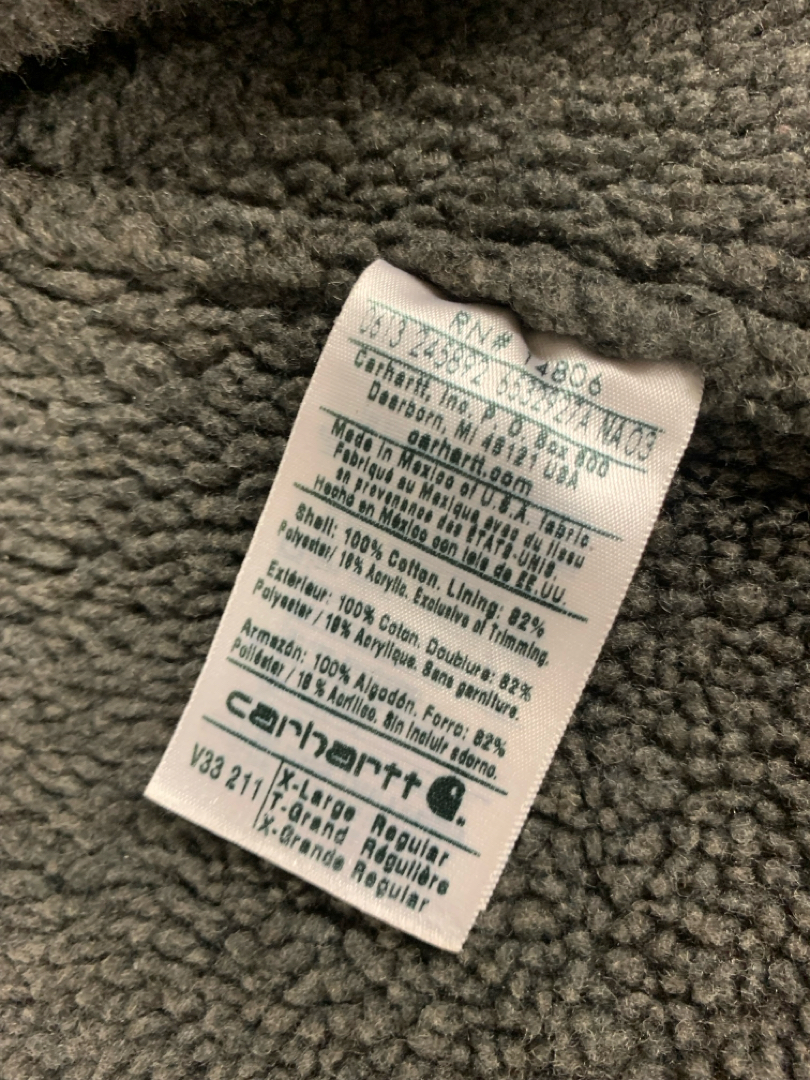 RN# 14806
0613 245892 6532927A NA 03
Carhartt, Inc. P. O. Box 600
Dearborn, MI 48121 USA
carhartt.com
Made in Mexico of U.S.A. fabric.
Fabriqué au Mexique avec du tissu
en provenance des ÉTATS-UNIS.
Hecho en México con tela de EE.UU.
Shell: 100% Cotton. Lining: 82%
Polyester/ 18% Acrylic. Exclusive of Trimming.
Extérieur: 100% Coton. Doublure: 82%
Polyester / 18% Acrylique. Sans garniture.
Armazón: 100% Algodón. Forro: 82%
Poliéster / 18 % Acrílico. Sin incluir adorno.
carhartt
V33 211
X-Large Regular
T-Grand Régulière
X-Grande Regular